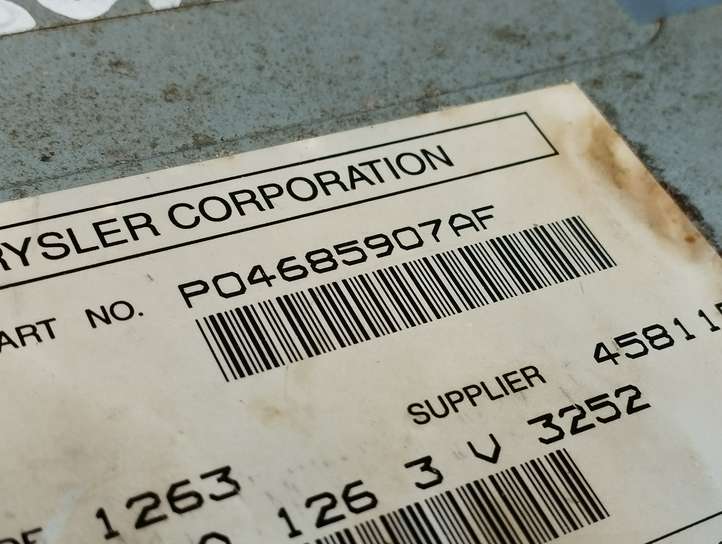 RYSLER CORPORATION
ART NO. P04685907AF
SUPPLIER 45811
1263
126 3 V 3252